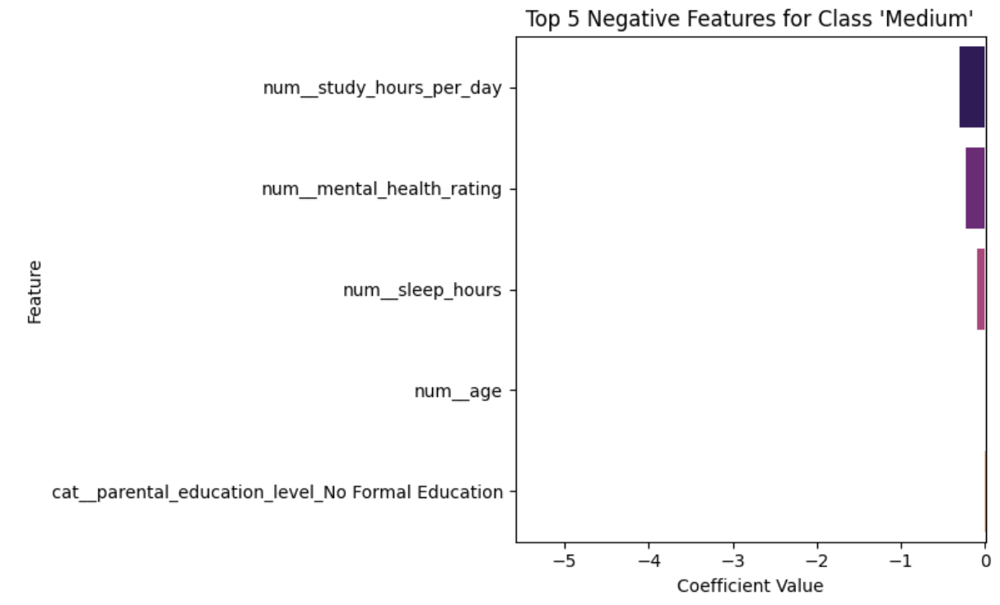 Top 5 Negative Features for Class 'Medium'
num__study_hours_per_day
num__mental_health_rating
num__sleep_hours
num__age
cat__parental_education_level_No Formal Education
Feature
−5 −4 −3 −2 −1 0
Coefficient Value